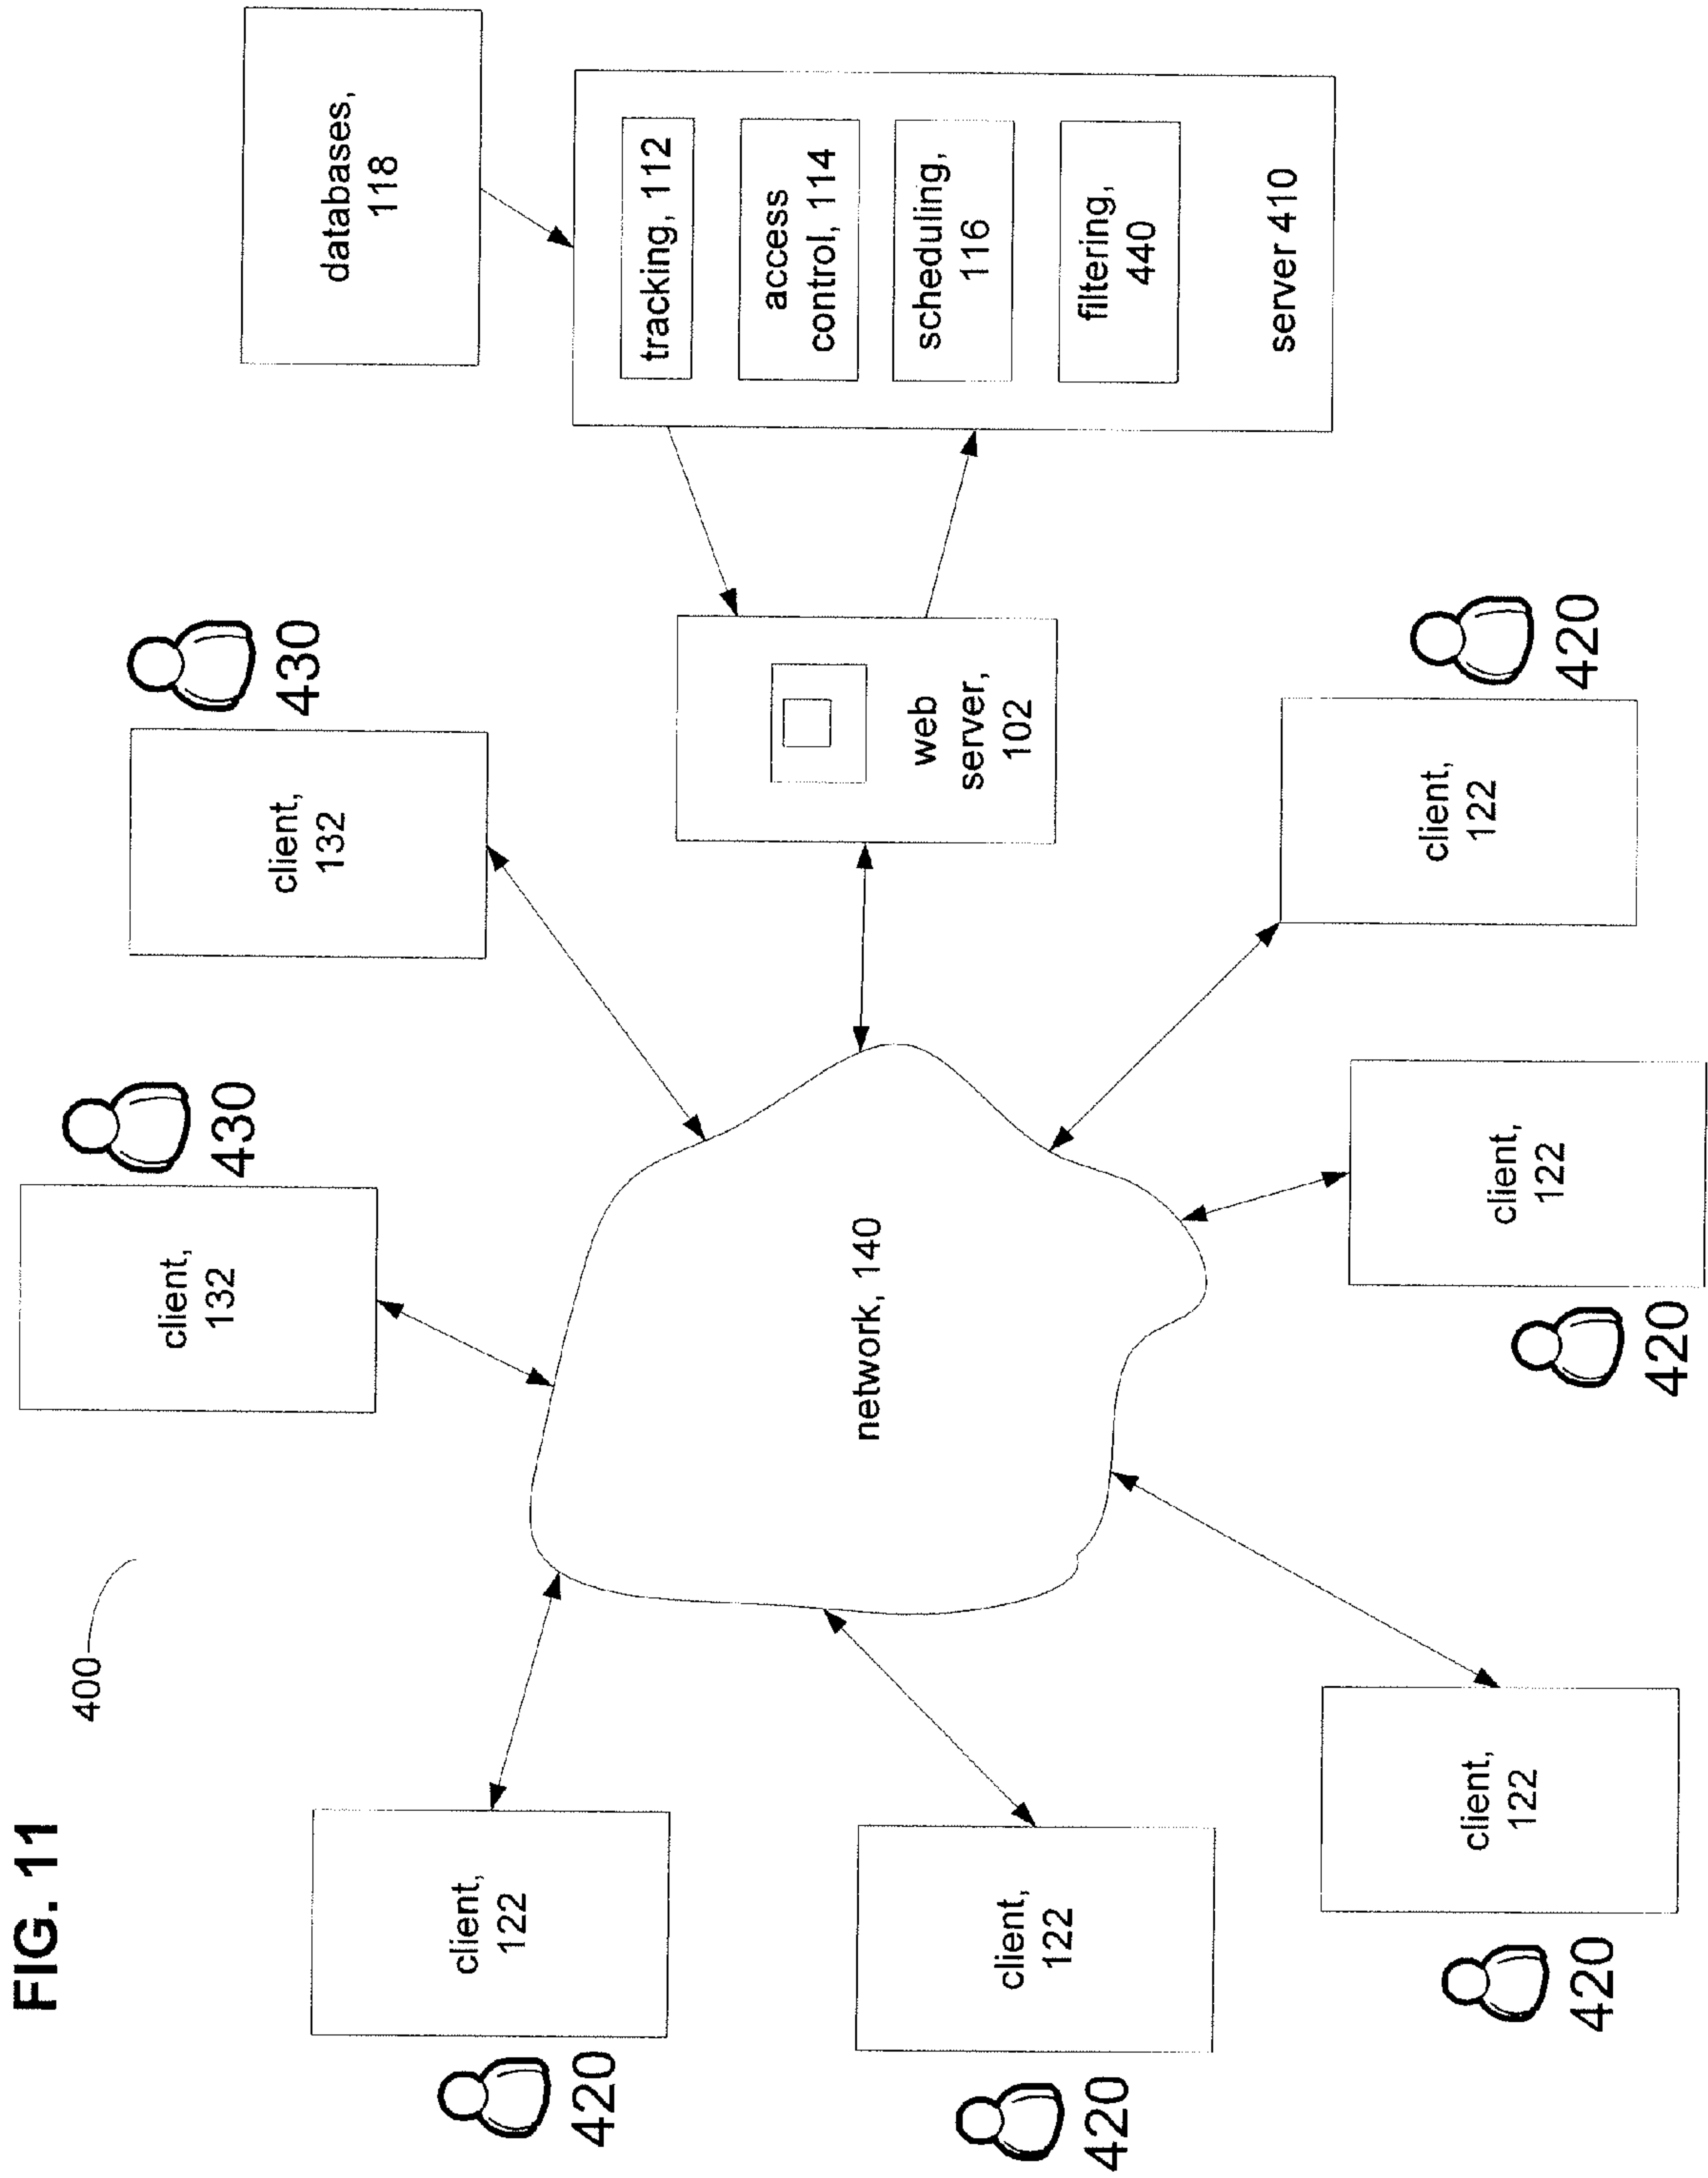 FIG. 11
400
client,
132
430
client,
132
430
databases,
118
tracking, 112
access
control, 114
scheduling,
116
filtering,
440
server 410
web
server,
102
network, 140
client,
122
420
client,
122
420
client,
122
420
client,
122
420
client,
122
420